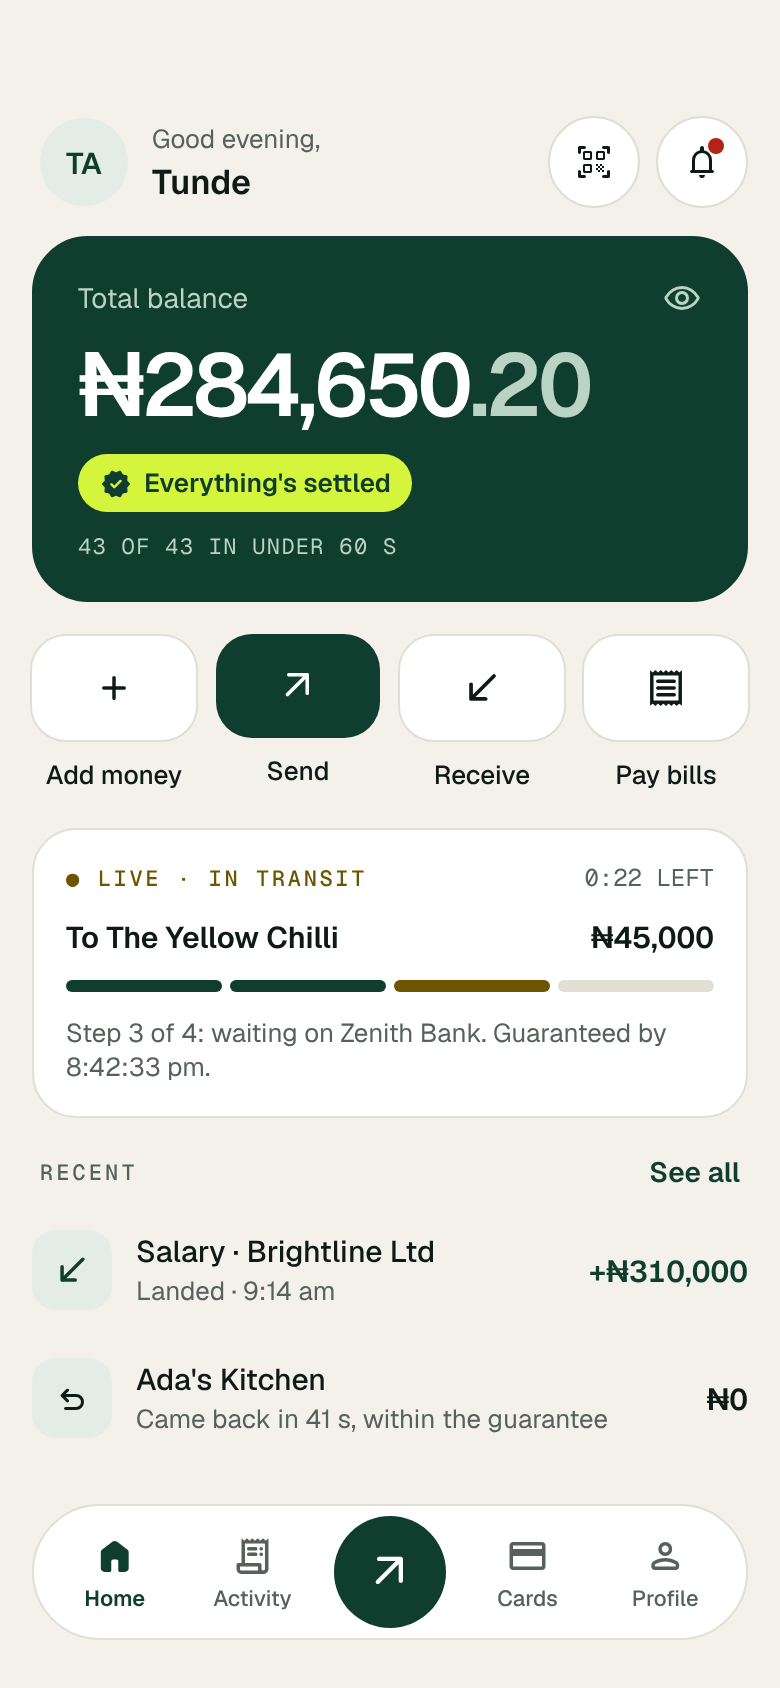 TA
Good evening,
Tunde
Total balance
₦284,650.20
Everything's settled
43 OF 43 IN UNDER 60 S
Add money
Send
Receive
Pay bills
LIVE · IN TRANSIT
0:22 LEFT
To The Yellow Chilli
₦45,000
Step 3 of 4: waiting on Zenith Bank. Guaranteed by
8:42:33 pm.
RECENT
See all
Salary · Brightline Ltd
Landed · 9:14 am
+₦310,000
Ada's Kitchen
Came back in 41 s, within the guarantee
₦0
Home
Activity
Cards
Profile